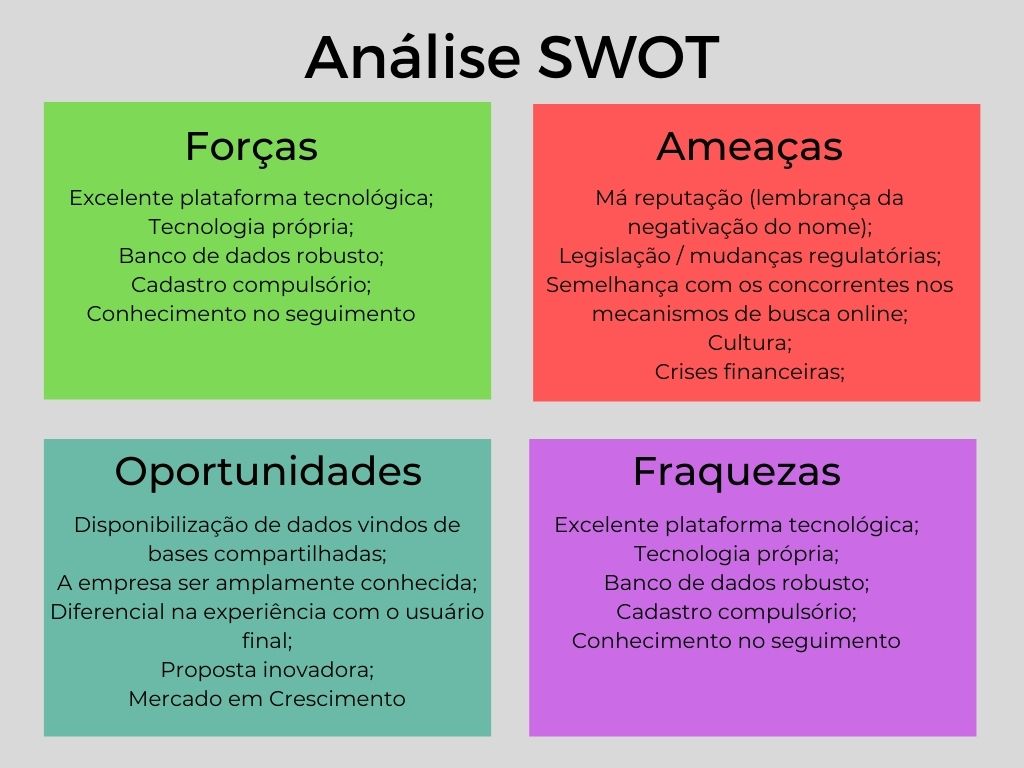 Análise SWOT
Forças
Excelente plataforma tecnológica;
Tecnologia própria;
Banco de dados robusto;
Cadastro compulsório;
Conhecimento no seguimento
Ameaças
Má reputação (lembrança da
negativação do nome);
Legislação / mudanças regulatórias;
Semelhança com os concorrentes nos
mecanismos de busca online;
Cultura;
Crises financeiras;
Oportunidades
Disponibilização de dados vindos de
bases compartilhadas;
A empresa ser amplamente conhecida;
Diferencial na experiência com o usuário
final;
Proposta inovadora;
Mercado em Crescimento
Fraquezas
Excelente plataforma tecnológica;
Tecnologia própria;
Banco de dados robusto;
Cadastro compulsório;
Conhecimento no seguimento